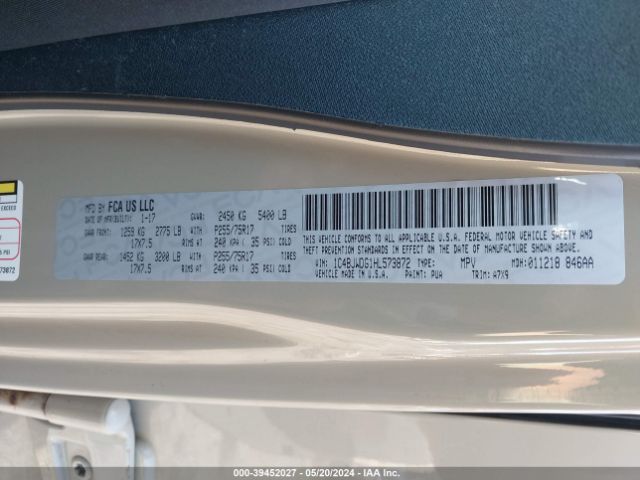 MFD BY FCA US LLC
DATE OF MFR(BUILT): 1-17 GVWR: 2450 KG 5400 LB
GAWR FRONT: 1259 KG 2775 LB WITH P255/75R17 TIRES
17X7.5 RIMS AT 240 KPA ( 35 PSI) COLD
GAWR REAR: 1452 KG 3200 LB WITH P255/75R17 TIRES
17X7.5 RIMS AT 240 KPA ( 35 PSI) COLD
THIS VEHICLE CONFORMS TO ALL APPLICABLE U.S.A. FEDERAL MOTOR VEHICLE SAFETY AND
THEFT PREVENTION STANDARDS IN EFFECT ON THE DATE OF MANUFACTURE SHOWN ABOVE.
VIN: 1C4BJWDG1HL573872 TYPE: MPV MDH: 011218 846AA
VEHICLE MADE IN U.S.A. PAINT: PUA TRIM: A7X9
EXCEED
PSI
573872
000-39452027 - 05/20/2024 - IAA Inc.